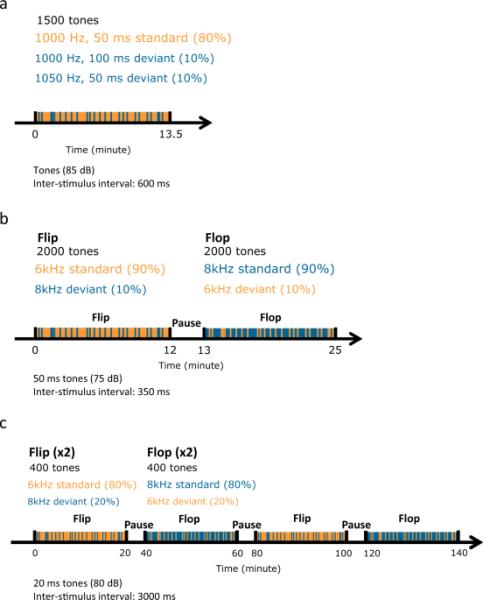 a
1500 tones
1000 Hz, 50 ms standard (80%)
1000 Hz, 100 ms deviant (10%)
1050 Hz, 50 ms deviant (10%)
0 13.5
Time (minute)
Tones (85 dB)
Inter-stimulus interval: 600 ms
b
Flip Flop
2000 tones 2000 tones
6kHz standard (90%) 8kHz standard (90%)
8kHz deviant (10%) 6kHz deviant (10%)
Flip Pause Flop
0 12 13 25
Time (minute)
50 ms tones (75 dB)
Inter-stimulus interval: 350 ms
c
Flip (x2) Flop (x2)
400 tones 400 tones
6kHz standard (80%) 8kHz standard (80%)
8kHz deviant (20%) 6kHz deviant (20%)
Flip Pause Flop Pause Flip Pause Flop
0 20 40 60 80 100 120 140
Time (minute)
20 ms tones (80 dB)
Inter-stimulus interval: 3000 ms